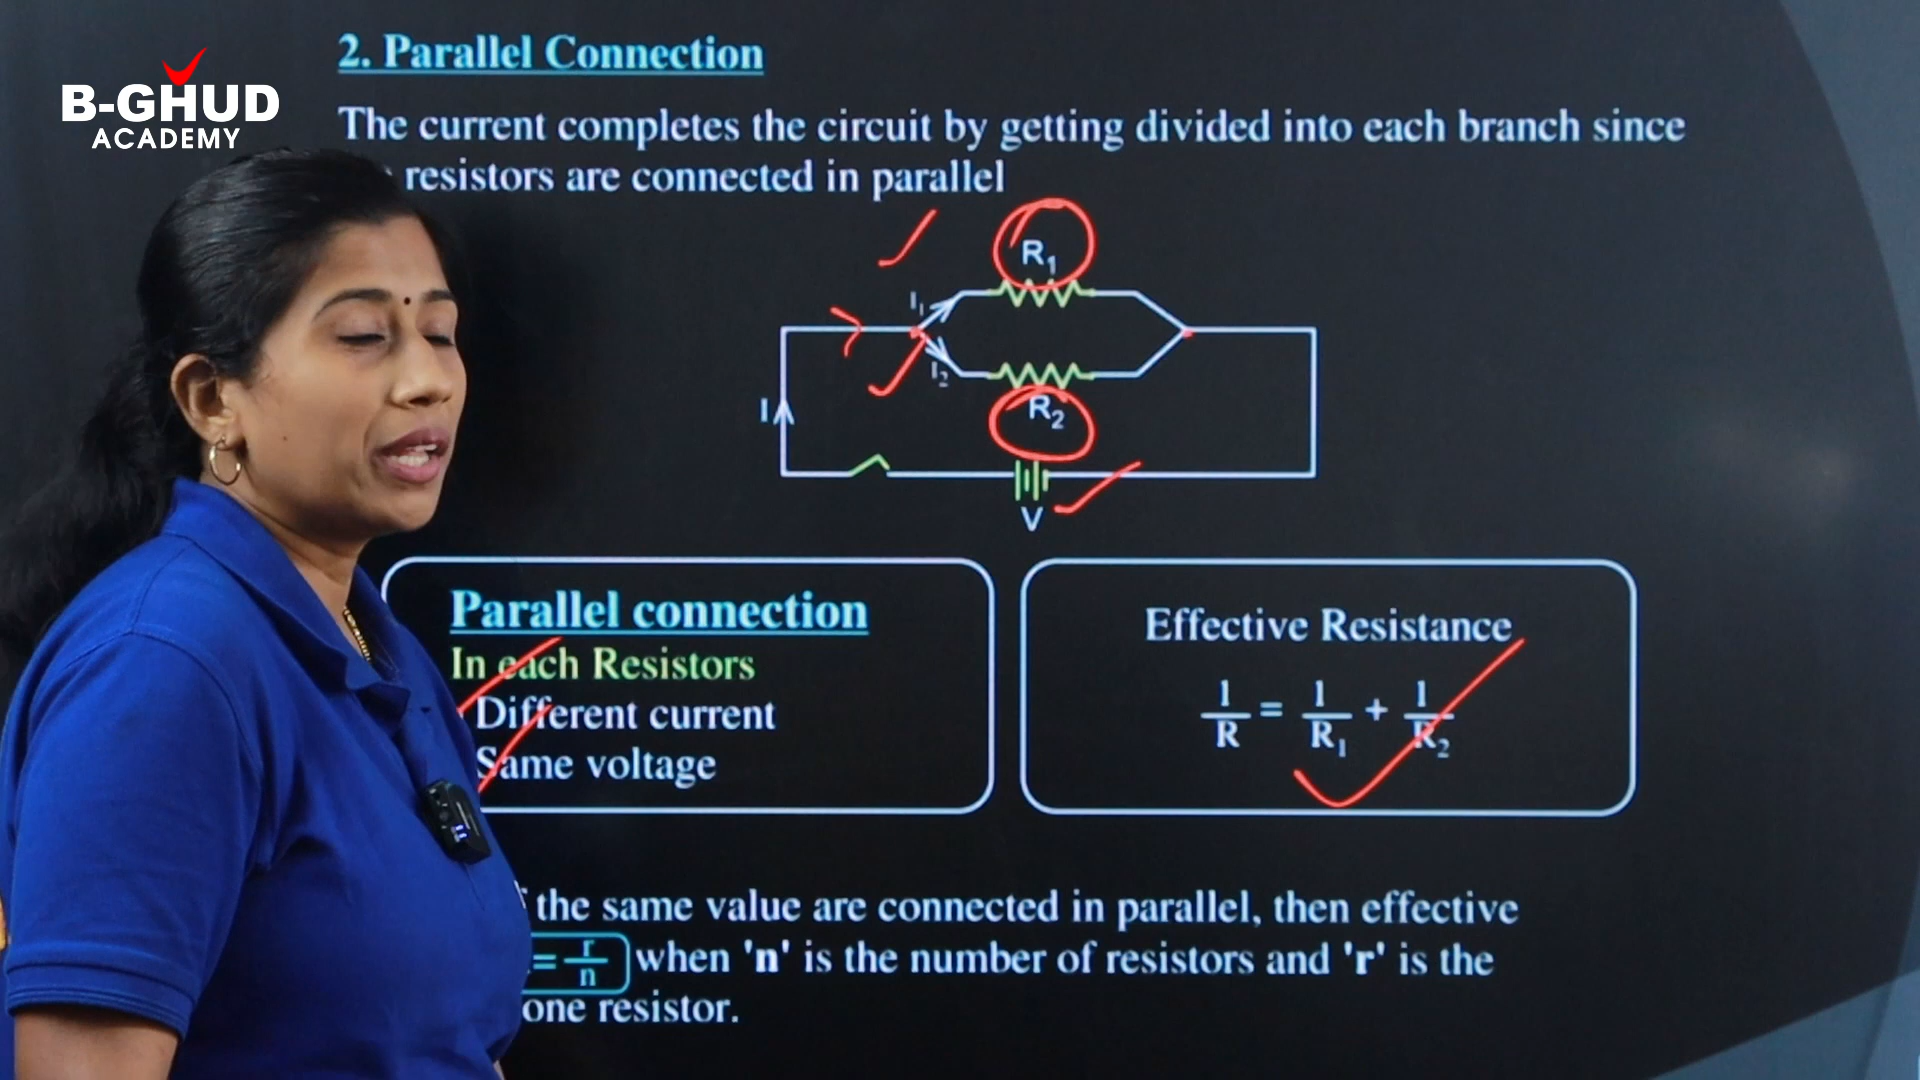 B-GHUD
ACADEMY
2. Parallel Connection
The current completes the circuit by getting divided into each branch since
resistors are connected in parallel
R1
I1
I2
R2
I
V
Parallel connection
In each Resistors
Different current
Same voltage
Effective Resistance
1/R = 1/R1 + 1/R2
the same value are connected in parallel, then effective
= r/n when 'n' is the number of resistors and 'r' is the
one resistor.